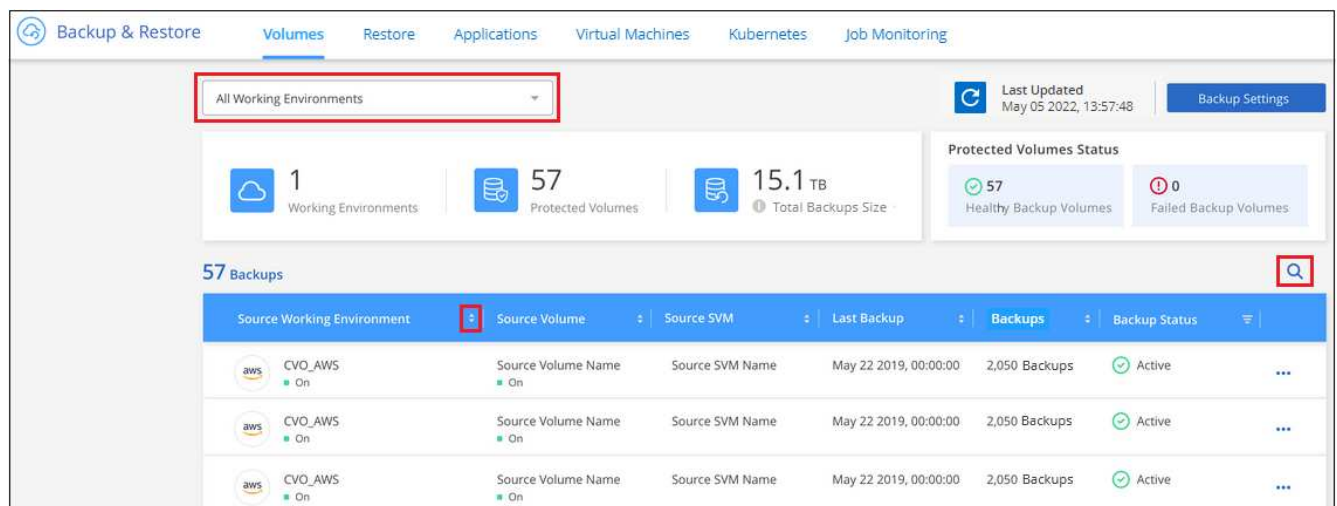 Backup & Restore Volumes Restore Applications Virtual Machines Kubernetes Job Monitoring
All Working Environments
Last Updated
May 05 2022, 13:57:48
Backup Settings
1
Working Environments
57
Protected Volumes
15.1 TB
Total Backups Size
Protected Volumes Status
57
Healthy Backup Volumes
0
Failed Backup Volumes
57 Backups
Source Working Environment Source Volume Source SVM Last Backup Backups Backup Status
aws CVO_AWS Source Volume Name Source SVM Name May 22 2019, 00:00:00 2,050 Backups Active
On On
aws CVO_AWS Source Volume Name Source SVM Name May 22 2019, 00:00:00 2,050 Backups Active
On On
aws CVO_AWS Source Volume Name Source SVM Name May 22 2019, 00:00:00 2,050 Backups Active
On On